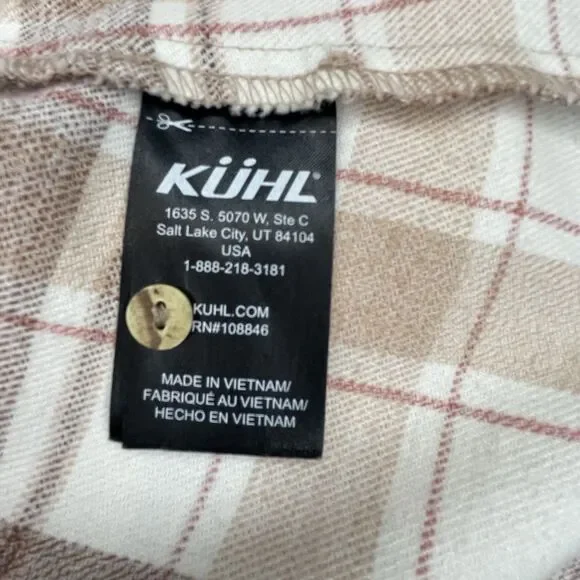 KÜHL
1635 S. 5070 W, Ste C
Salt Lake City, UT 84104
USA
1-888-218-3181
KUHL.COM
RN#108846
MADE IN VIETNAM/
FABRIQUÉ AU VIETNAM/
HECHO EN VIETNAM